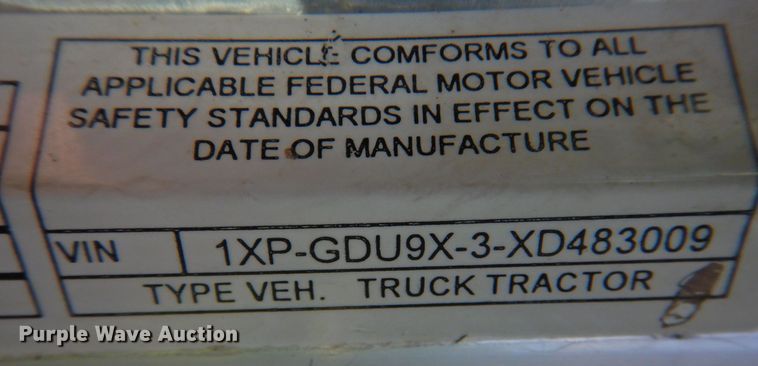 THIS VEHICLE COMFORMS TO ALL
APPLICABLE FEDERAL MOTOR VEHICLE
SAFETY STANDARDS IN EFFECT ON THE
DATE OF MANUFACTURE
VIN 1XP-GDU9X-3-XD483009
TYPE VEH. TRUCK TRACTOR
Purple Wave Auction